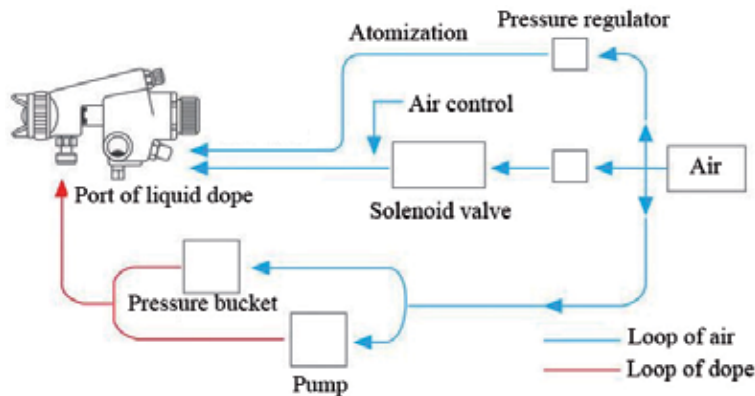 Pressure regulator
Atomization
Air control
Air
Port of liquid dope
Solenoid valve
Pressure bucket
Loop of air
Loop of dope
Pump